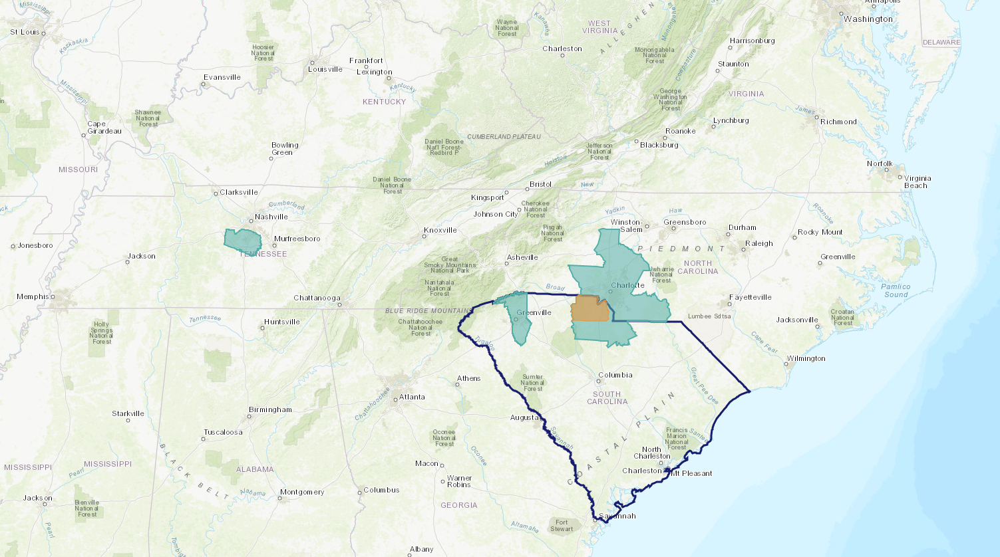 Mississippi
St Louis
Kaskaskia
Mississippi
Hoosier
National
Forest
Evansville
Louisville
Frankfort
Lexington
Kentucky
KENTUCKY
Wayne
National
Forest
Kanawha
Charleston
WEST
VIRGINIA
ALLEGHEN
Monongahela
National
Forest
Cowpasture
Harrisonburg
Staunton
Annapolis
Washington
DELAWARE
George
Washington
National
Forest
VIRGINIA
James
Richmond
Lynchburg
Roanoke
Blacksburg
Shawnee
National
Forest
Cape
Girardeau
MISSOURI
Bowling
Green
Daniel Boone
Nat'l Forest-
Redbird P
CUMBERLAND PLATEAU
Jefferson
National
Forest
Holston
Norfolk
Virginia
Beach
Daniel Boone
National
Forest
Bristol
New
Kingsport
Clarksville
Cumberland
Nashville
Murfreesboro
TENNESSEE
Johnson City
Cherokee
National
Forest
Pisgah
National
Forest
Yadkin
Haw
Winston-
Salem
Greensboro
Durham
Raleigh
Rocky Mount
Roanoke
Greenville
Knoxville
Jonesboro
Jackson
Great
Smoky Mountains
National Park
Asheville
PIEDMONT
NORTH
CAROLINA
Uwharrie
National
Forest
Nantahala
National
Forest
Broad
Charlotte
Fayetteville
Pamlico
Sound
Memphis
Chattanooga
BLUE RIDGE MOUNTAINS
Greenville
Lumbee Sdtsa
Croatan
National
Forest
Jacksonville
Holly
Springs
National
Forest
Tennessee
Huntsville
Chattahoochee
National
Forest
Tugaloo
Cape Fear
Wilmington
Athens
Sumter
National
Forest
Columbia
SOUTH
CAROLINA
Great Pee Dee
Atlanta
Chattahoochee
Birmingham
Starkville
Tuscaloosa
Augusta
Savannah
COASTAL PLAIN
Francis
Marion
National
Forest
Santee
Oconee
National
Forest
Oconee
North
Charleston
Charleston
Mt Pleasant
MISSISSIPPI
MISSISSIPPI
Pearl
BLACK BELT
ALABAMA
Alabama
Macon
Warner
Robins
Jackson
Montgomery
Columbus
GEORGIA
Bienville
National
Forest
Pearl
Savannah
Fort
Stewart
Altamaha
Albany